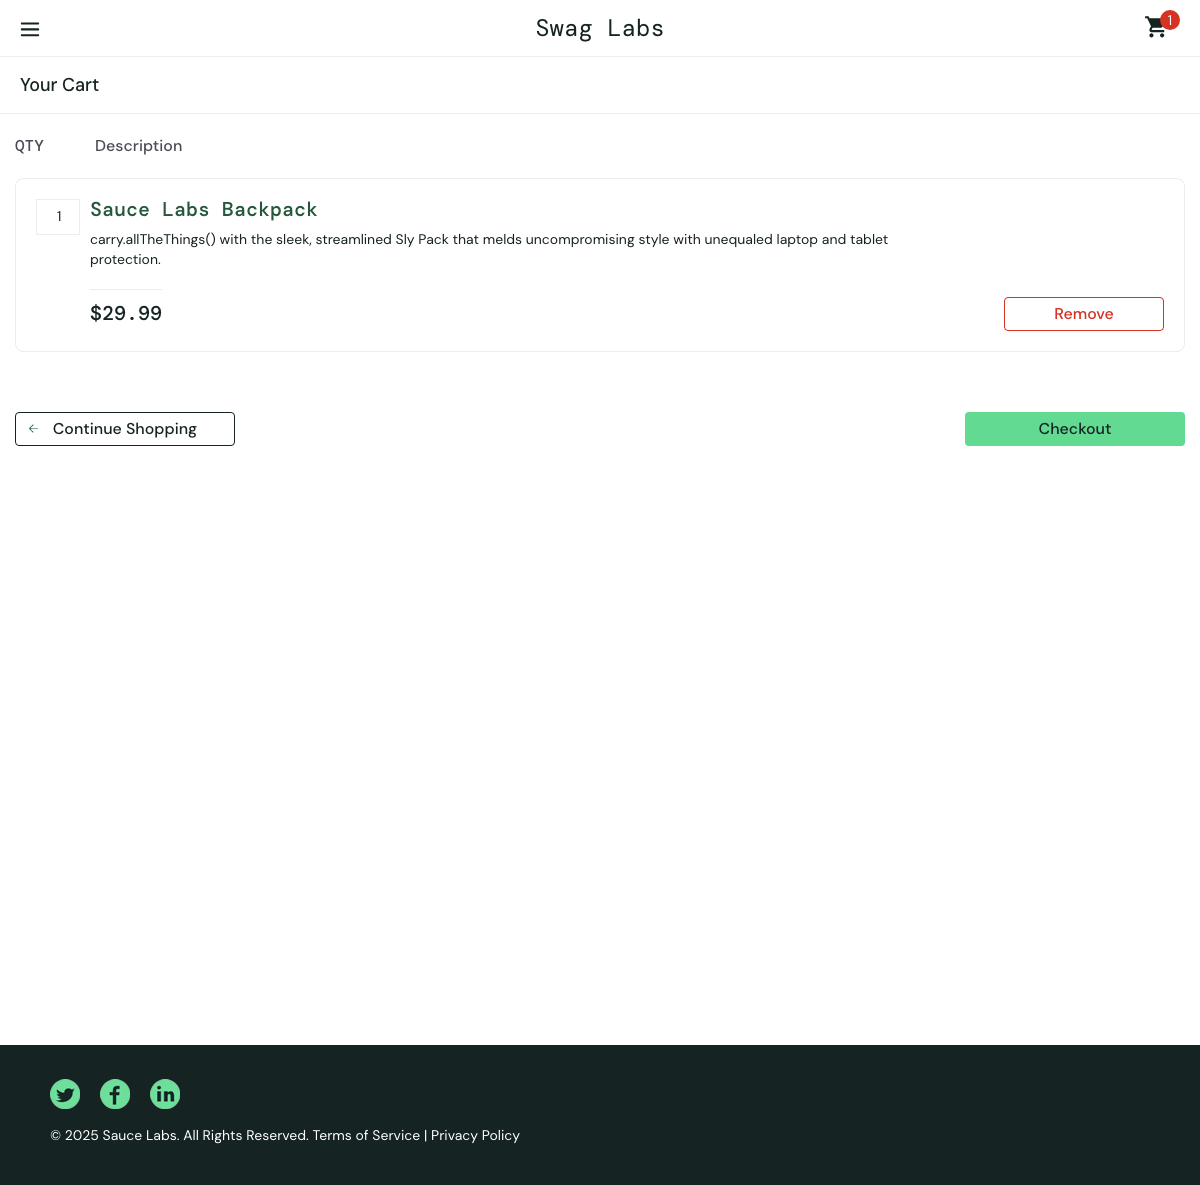 Swag Labs
1
Your Cart
QTY
Description
1
Sauce Labs Backpack
carry.allTheThings() with the sleek, streamlined Sly Pack that melds uncompromising style with unequaled laptop and tablet
protection.
$29.99
Remove
Continue Shopping
Checkout
© 2025 Sauce Labs. All Rights Reserved. Terms of Service | Privacy Policy